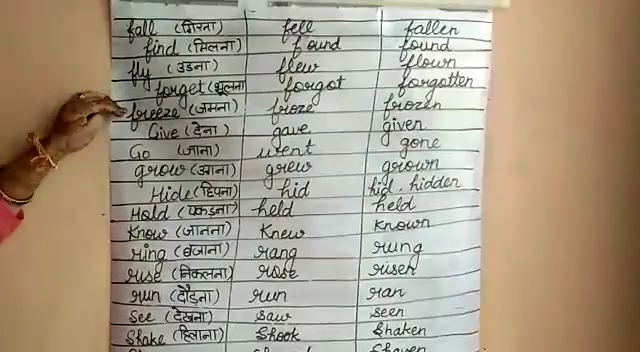 fall (गिरना) fell fallen
find (मिलना) found found
fly (उडना) flew flown
forget (भूलना) forgot forgotten
freeze (जमना) froze frozen
Give (देना) gave given
Go (जाना) went gone
grow (उगना) grew grown
Hide (छिपना) hid hid, hidden
Hold (पकड़ना) held held
Know (जानना) Knew Known
ring (बजाना) rang rung
rise (निकलना) rose risen
run (दौड़ना) run ran
See (देखना) saw seen
Shake (हिलाना) Shook Shaken